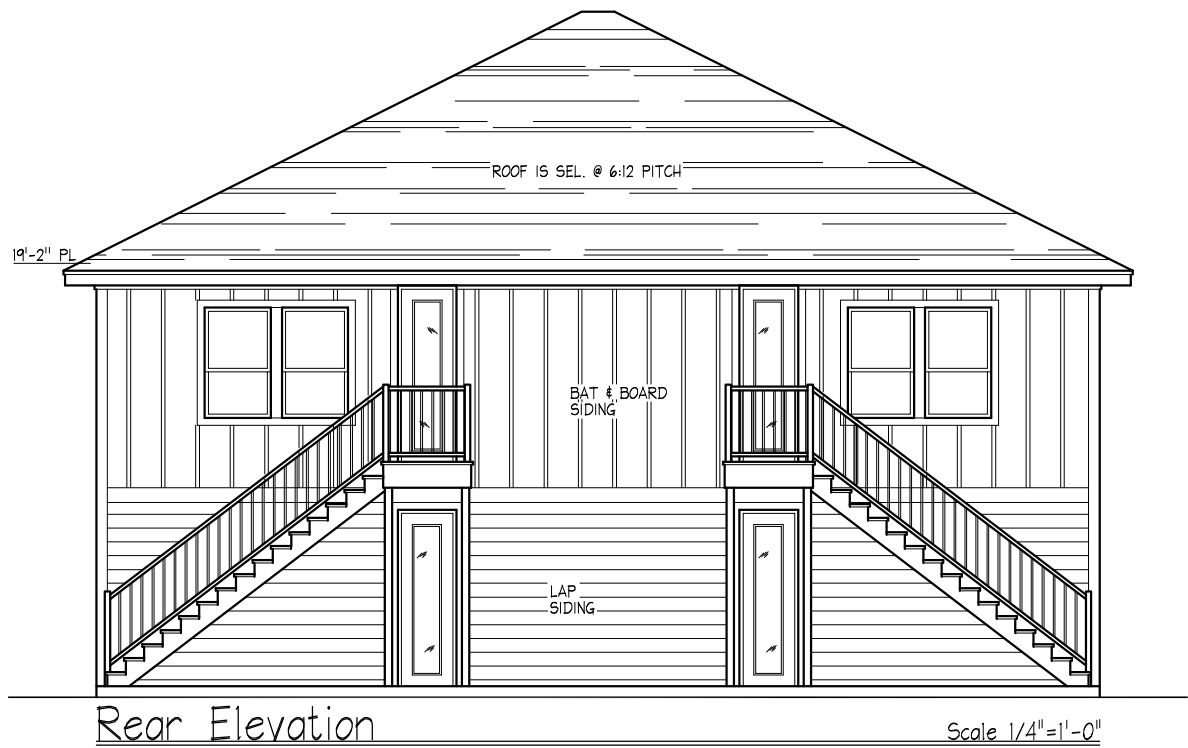 ROOF IS SEL. @ 6:12 PITCH
19'-2" PL
BAT & BOARD
SIDING
LAP
SIDING
Rear Elevation
Scale 1/4"=1'-0"